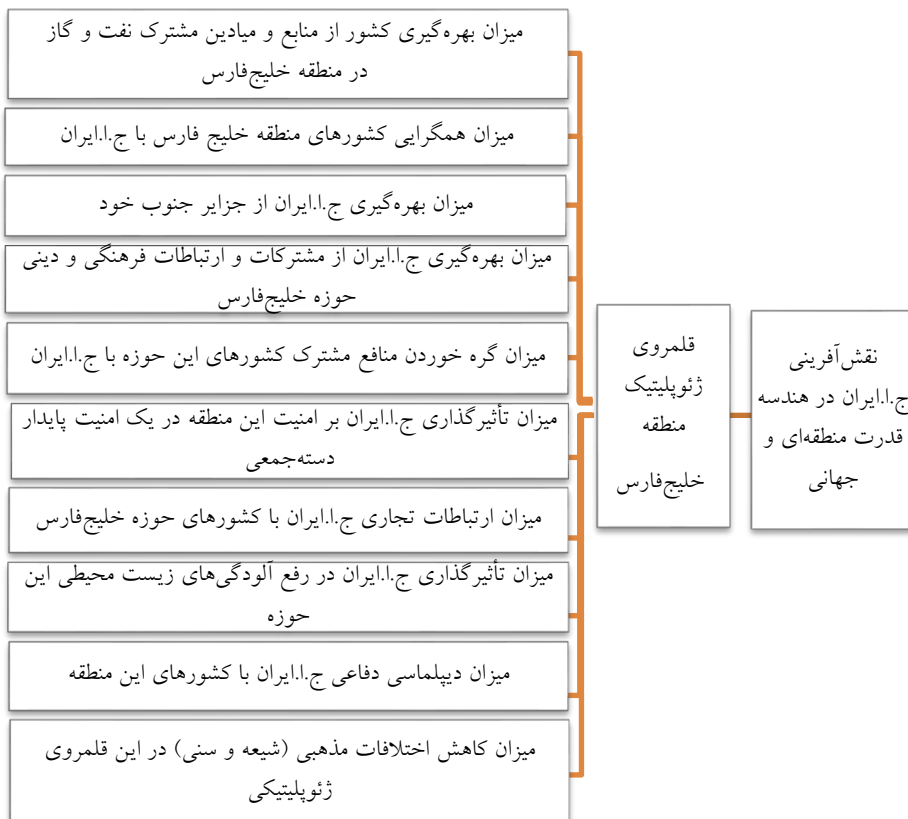 نقش‌آفرینی
ج.ا.ایران در هندسه
قدرت منطقه‌ای و
جهانی
قلمروی
ژئوپلیتیک
منطقه
خلیج‌فارس
میزان بهره‌گیری کشور از منابع و میادین مشترک نفت و گاز
در منطقه خلیج‌فارس
میزان همگرایی کشورهای منطقه خلیج فارس با ج.ا.ایران
میزان بهره‌گیری ج.ا.ایران از جزایر جنوب خود
میزان بهره‌گیری ج.ا.ایران از مشترکات و ارتباطات فرهنگی و دینی
حوزه خلیج‌فارس
میزان گره خوردن منافع مشترک کشورهای این حوزه با ج.ا.ایران
میزان تأثیرگذاری ج.ا.ایران بر امنیت این منطقه در یک امنیت پایدار
دسته‌جمعی
میزان ارتباطات تجاری ج.ا.ایران با کشورهای حوزه خلیج‌فارس
میزان تأثیرگذاری ج.ا.ایران در رفع آلودگی‌های زیست محیطی این
حوزه
میزان دیپلماسی دفاعی ج.ا.ایران با کشورهای این منطقه
میزان کاهش اختلافات مذهبی (شیعه و سنی) در این قلمروی
ژئوپلیتیکی